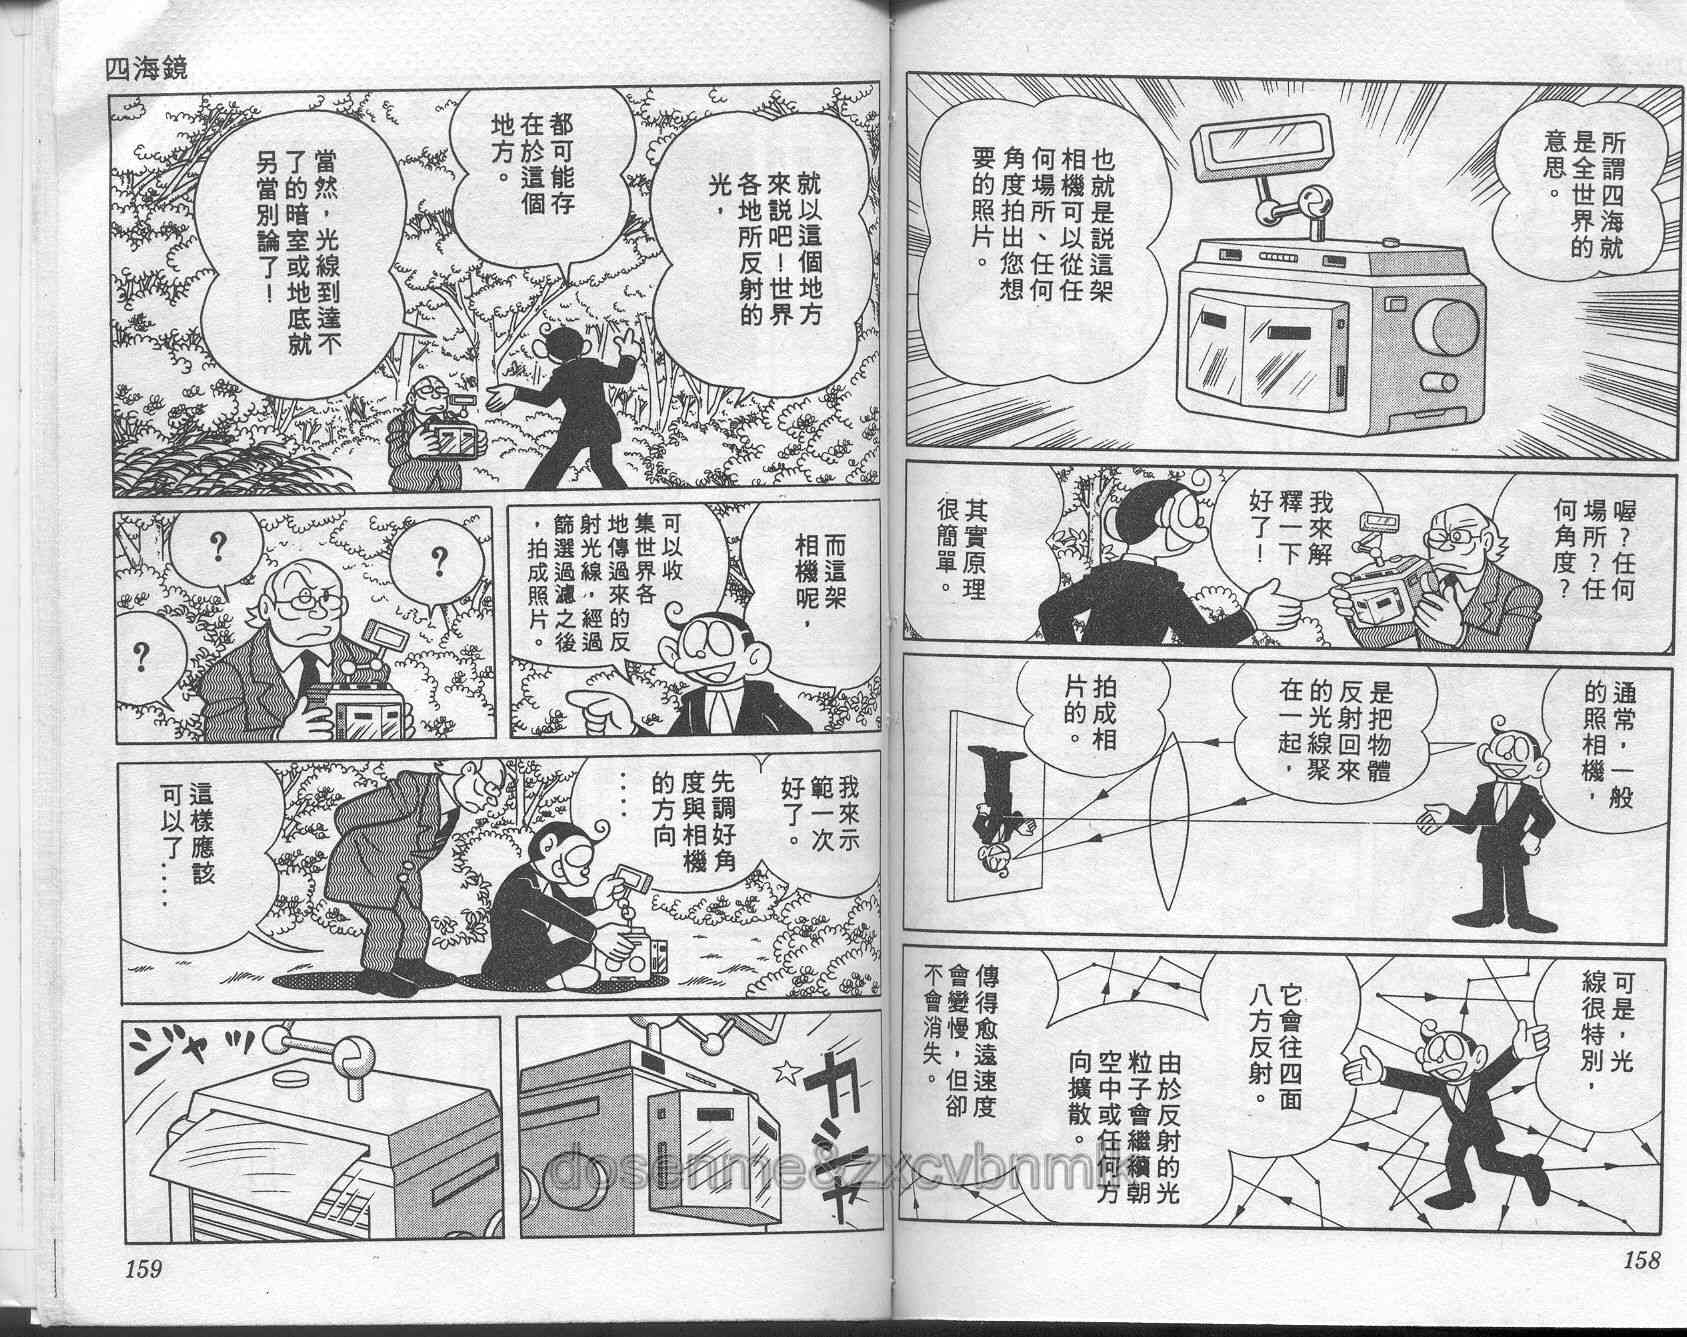 所謂四海就
是全世界的
意思。
也就是説這架
相機可以從任
何場所、任何
角度拍出您想
要的照片。
喔?任何
場所?任
何角度?
我來解
釋一下
好了!
其實原理
很簡單。
通常,一般
的照相機,
是把物體
反射回來
的光線聚
在一起,
拍成相
片的。
可是,光
線很特別,
它會往四面
八方反射。
由於反射的光
粒子會繼續朝
空中或任何方
向擴散。
傳得愈遠速度
會變慢,但卻
不會消失。
158
四海鏡
就以這個地方
來説吧!世界
各地所反射的
光,
都可能存
在於這個
地方。
當然,光線到達不
了的暗室或地底就
另當別論了!
而這架
相機呢,
可以收
集世界各
地傳過來的反
射光線,經過
篩選過濾之後
,拍成照片。
?
?
?
我來示
範一次
好了。
先調好角
度與相機
的方向
‥‥
這樣應該
可以了‥‥
カシャ
ジャッ
159
dosenme&zxcvbnmlk